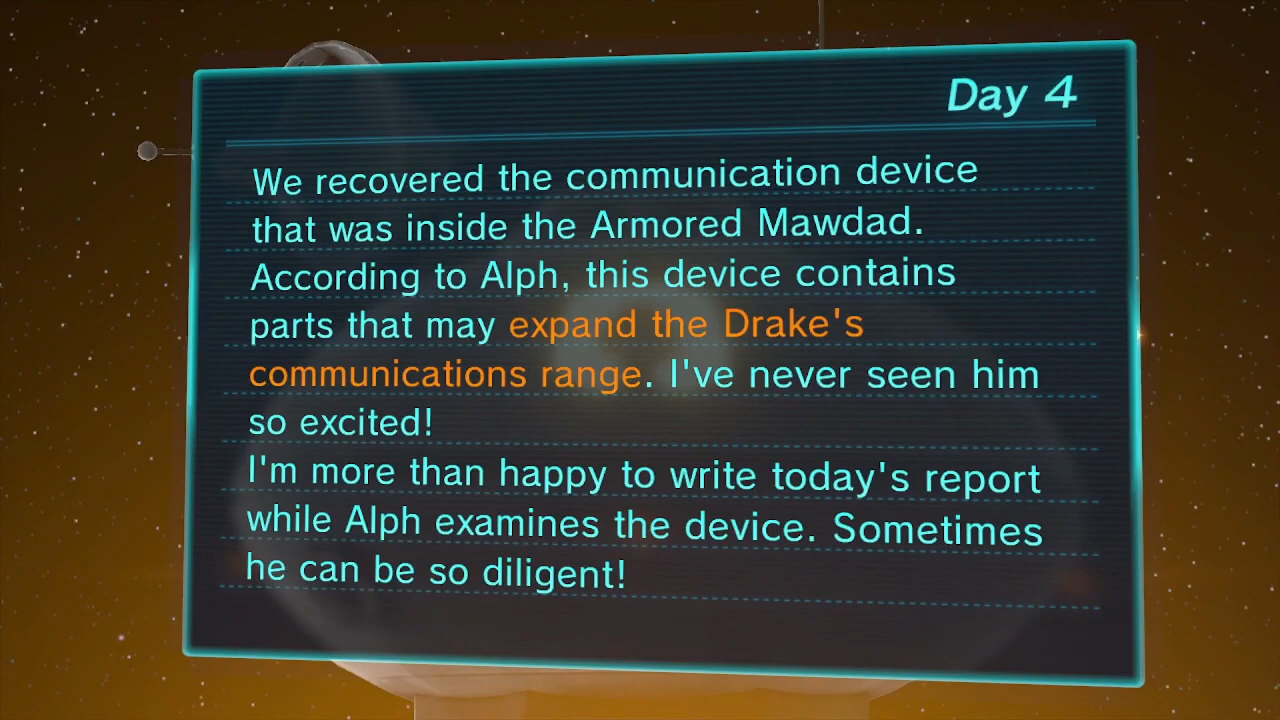 Day 4
We recovered the communication device
that was inside the Armored Mawdad.
According to Alph, this device contains
parts that may expand the Drake's
communications range. I've never seen him
so excited!
I'm more than happy to write today's report
while Alph examines the device. Sometimes
he can be so diligent!